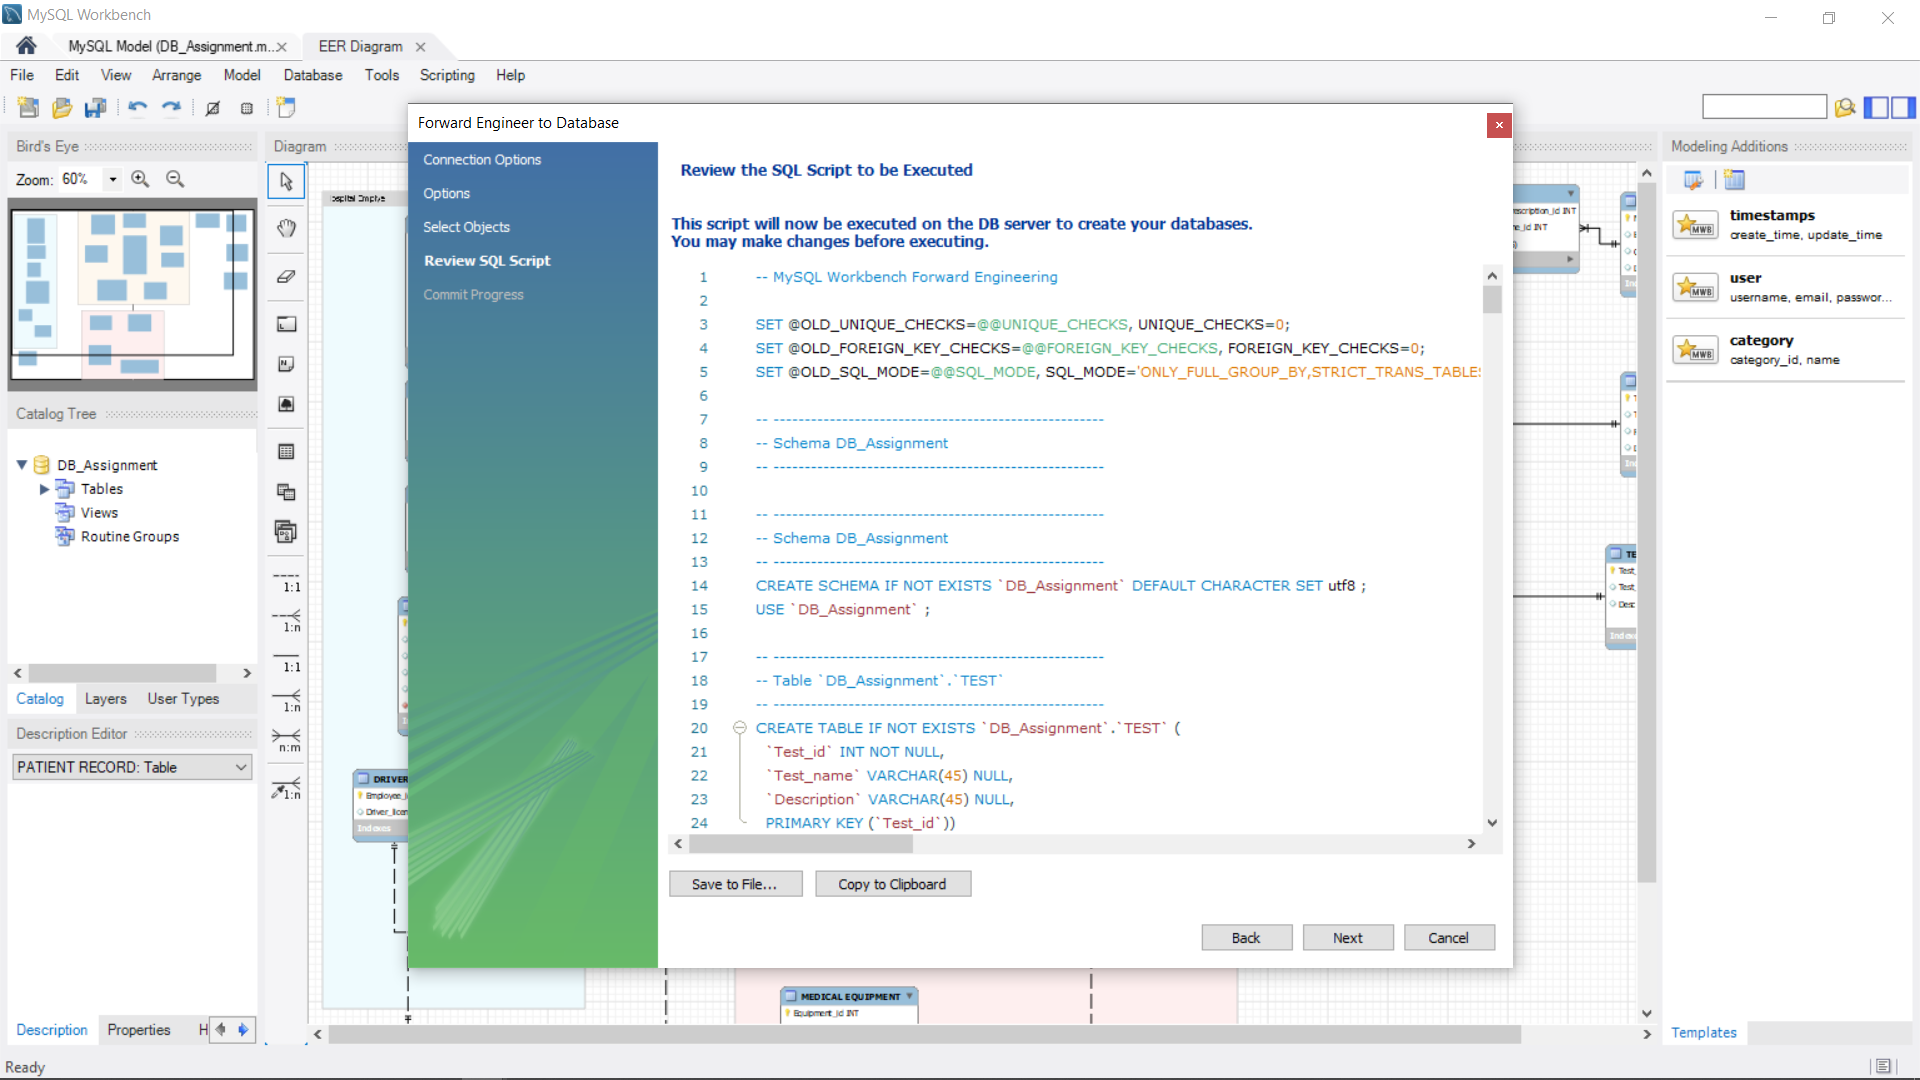 MySQL Workbench
MySQL Model (DB_Assignment.m...
EER Diagram
File Edit View Arrange Model Database Tools Scripting Help
Bird's Eye
Zoom: 60%
Catalog Tree
DB_Assignment
Tables
Views
Routine Groups
Catalog Layers User Types
Description Editor
PATIENT RECORD: Table
Description Properties H
Ready
Diagram
1:1
1:n
1:1
1:n
n:m
1:n
DRIVER
Indexes
MEDICAL EQUIPMENT
Equipment_id INT
Forward Engineer to Database
Connection Options
Options
Select Objects
Review SQL Script
Commit Progress
Review the SQL Script to be Executed
This script will now be executed on the DB server to create your databases.
You may make changes before executing.
1 -- MySQL Workbench Forward Engineering
2
3 SET @OLD_UNIQUE_CHECKS=@@UNIQUE_CHECKS, UNIQUE_CHECKS=0;
4 SET @OLD_FOREIGN_KEY_CHECKS=@@FOREIGN_KEY_CHECKS, FOREIGN_KEY_CHECKS=0;
5 SET @OLD_SQL_MODE=@@SQL_MODE, SQL_MODE='ONLY_FULL_GROUP_BY,STRICT_TRANS_TABLES
6
7 -- -----------------------------------------------------
8 -- Schema DB_Assignment
9 -- -----------------------------------------------------
10
11 -- -----------------------------------------------------
12 -- Schema DB_Assignment
13 -- -----------------------------------------------------
14 CREATE SCHEMA IF NOT EXISTS `DB_Assignment` DEFAULT CHARACTER SET utf8 ;
15 USE `DB_Assignment` ;
16
17 -- -----------------------------------------------------
18 -- Table `DB_Assignment`.`TEST`
19 -- -----------------------------------------------------
20 CREATE TABLE IF NOT EXISTS `DB_Assignment`.`TEST` (
21 `Test_id` INT NOT NULL,
22 `Test_name` VARCHAR(45) NULL,
23 `Description` VARCHAR(45) NULL,
24 PRIMARY KEY (`Test_id`))
Save to File... Copy to Clipboard
Back Next Cancel
Modeling Additions
MWB
timestamps
create_time, update_time
MWB
user
username, email, passwor...
MWB
category
category_id, name
Templates